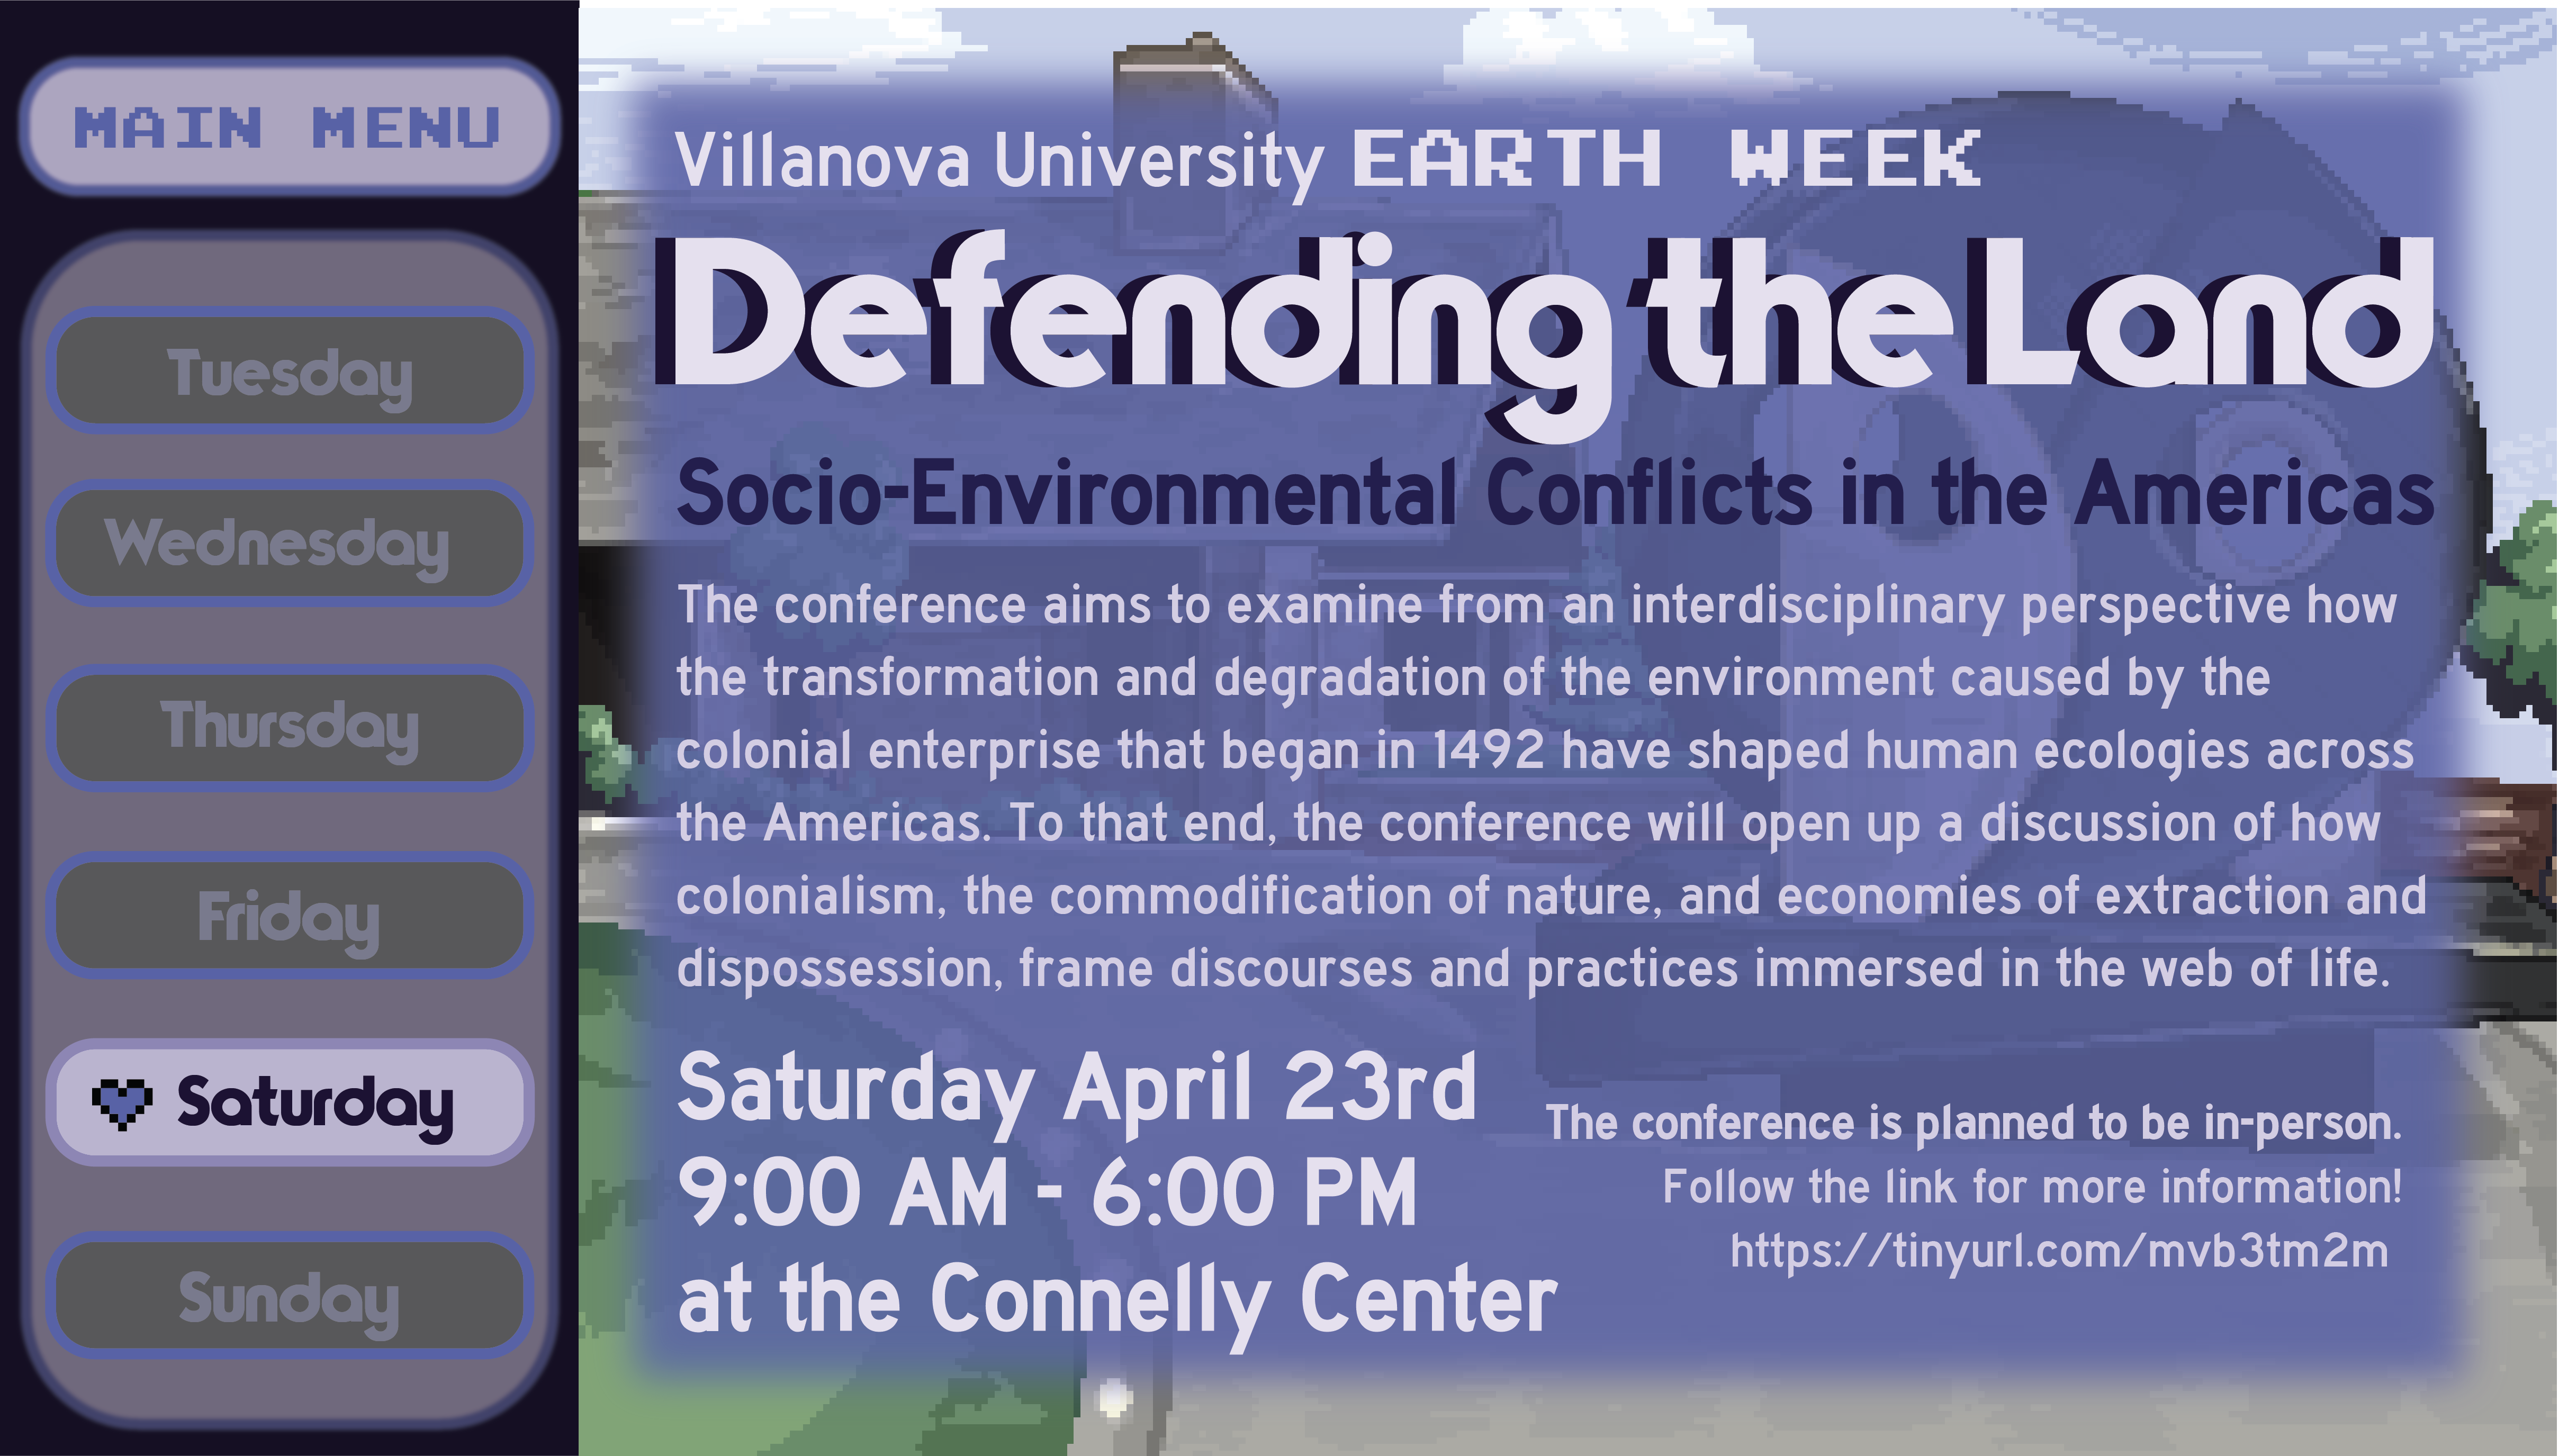 MAIN MENU
Tuesday
Wednesday
Thursday
Friday
Saturday
Sunday
Villanova University EARTH WEEK
Defending the Land
Socio-Environmental Conflicts in the Americas
The conference aims to examine from an interdisciplinary perspective how
the transformation and degradation of the environment caused by the
colonial enterprise that began in 1492 have shaped human ecologies across
the Americas. To that end, the conference will open up a discussion of how
colonialism, the commodification of nature, and economies of extraction and
dispossession, frame discourses and practices immersed in the web of life.
Saturday April 23rd
9:00 AM - 6:00 PM
at the Connelly Center
The conference is planned to be in-person.
Follow the link for more information!
https://tinyurl.com/mvb3tm2m